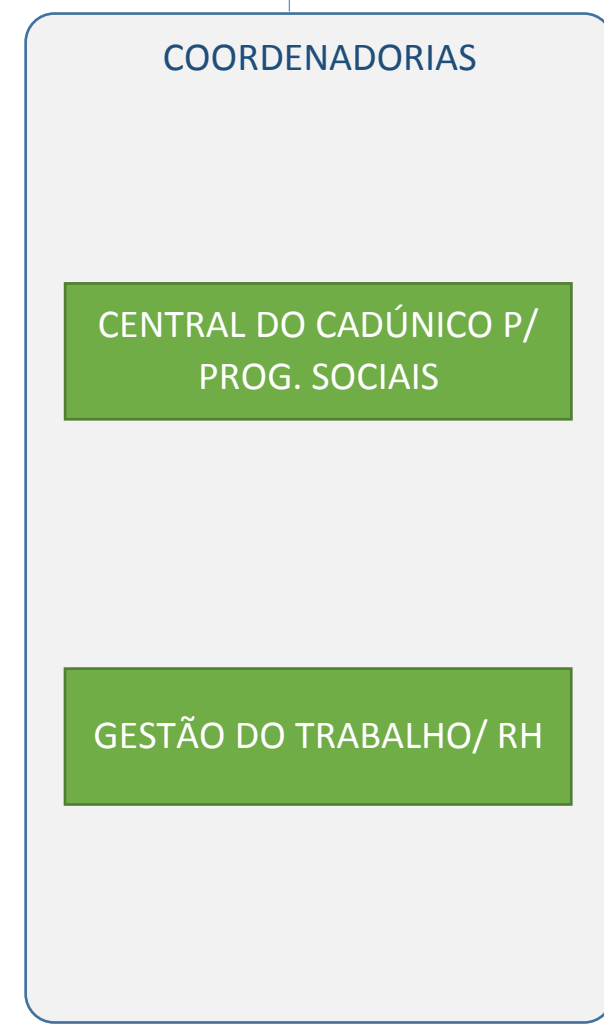 COORDENADORIAS
CENTRAL DO CADÚNICO P/
PROG. SOCIAIS
GESTÃO DO TRABALHO/ RH